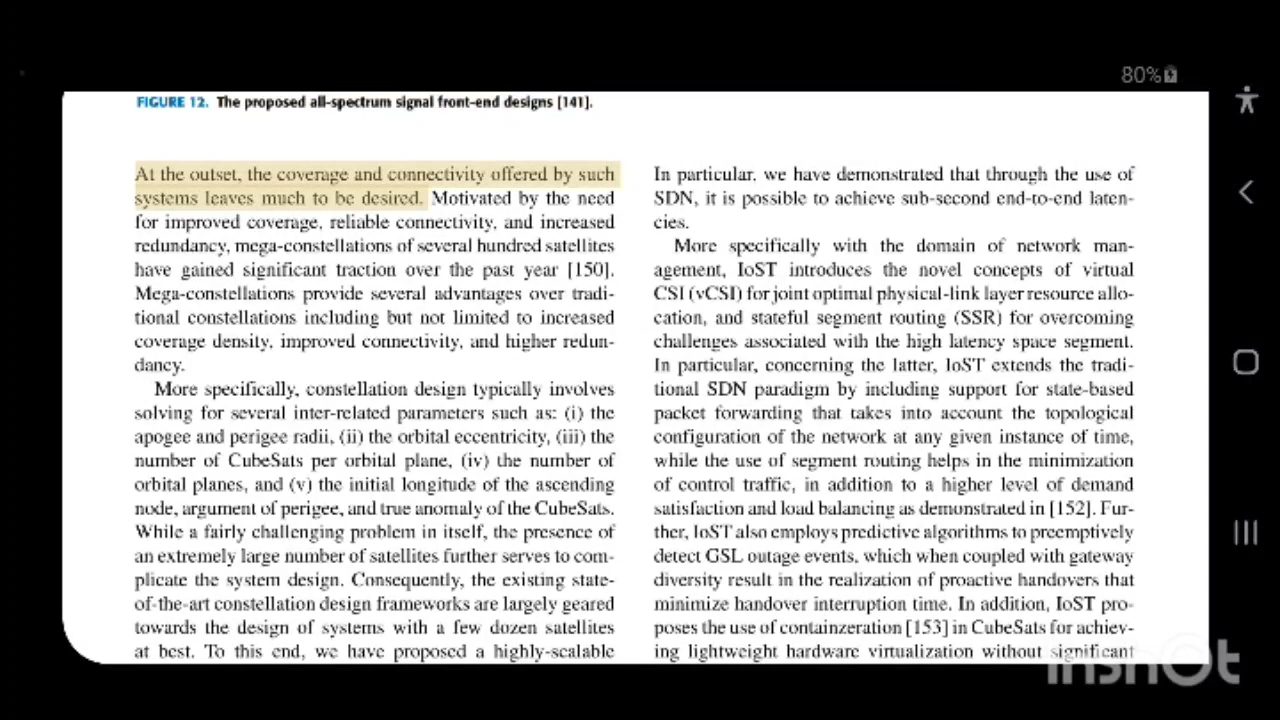 80%
FIGURE 12. The proposed all-spectrum signal front-end designs [141].
At the outset, the coverage and connectivity offered by such
systems leaves much to be desired. Motivated by the need
for improved coverage, reliable connectivity, and increased
redundancy, mega-constellations of several hundred satellites
have gained significant traction over the past year [150].
Mega-constellations provide several advantages over tradi-
tional constellations including but not limited to increased
coverage density, improved connectivity, and higher redun-
dancy.
More specifically, constellation design typically involves
solving for several inter-related parameters such as: (i) the
apogee and perigee radii, (ii) the orbital eccentricity, (iii) the
number of CubeSats per orbital plane, (iv) the number of
orbital planes, and (v) the initial longitude of the ascending
node, argument of perigee, and true anomaly of the CubeSats.
While a fairly challenging problem in itself, the presence of
an extremely large number of satellites further serves to com-
plicate the system design. Consequently, the existing state-
of-the-art constellation design frameworks are largely geared
towards the design of systems with a few dozen satellites
at best. To this end, we have proposed a highly-scalable
In particular, we have demonstrated that through the use of
SDN, it is possible to achieve sub-second end-to-end laten-
cies.
More specifically with the domain of network man-
agement, IoST introduces the novel concepts of virtual
CSI (vCSI) for joint optimal physical-link layer resource allo-
cation, and stateful segment routing (SSR) for overcoming
challenges associated with the high latency space segment.
In particular, concerning the latter, IoST extends the tradi-
tional SDN paradigm by including support for state-based
packet forwarding that takes into account the topological
configuration of the network at any given instance of time,
while the use of segment routing helps in the minimization
of control traffic, in addition to a higher level of demand
satisfaction and load balancing as demonstrated in [152]. Fur-
ther, IoST also employs predictive algorithms to preemptively
detect GSL outage events, which when coupled with gateway
diversity result in the realization of proactive handovers that
minimize handover interruption time. In addition, IoST pro-
poses the use of containzeration [153] in CubeSats for achiev-
ing lightweight hardware virtualization without significant
InShOt